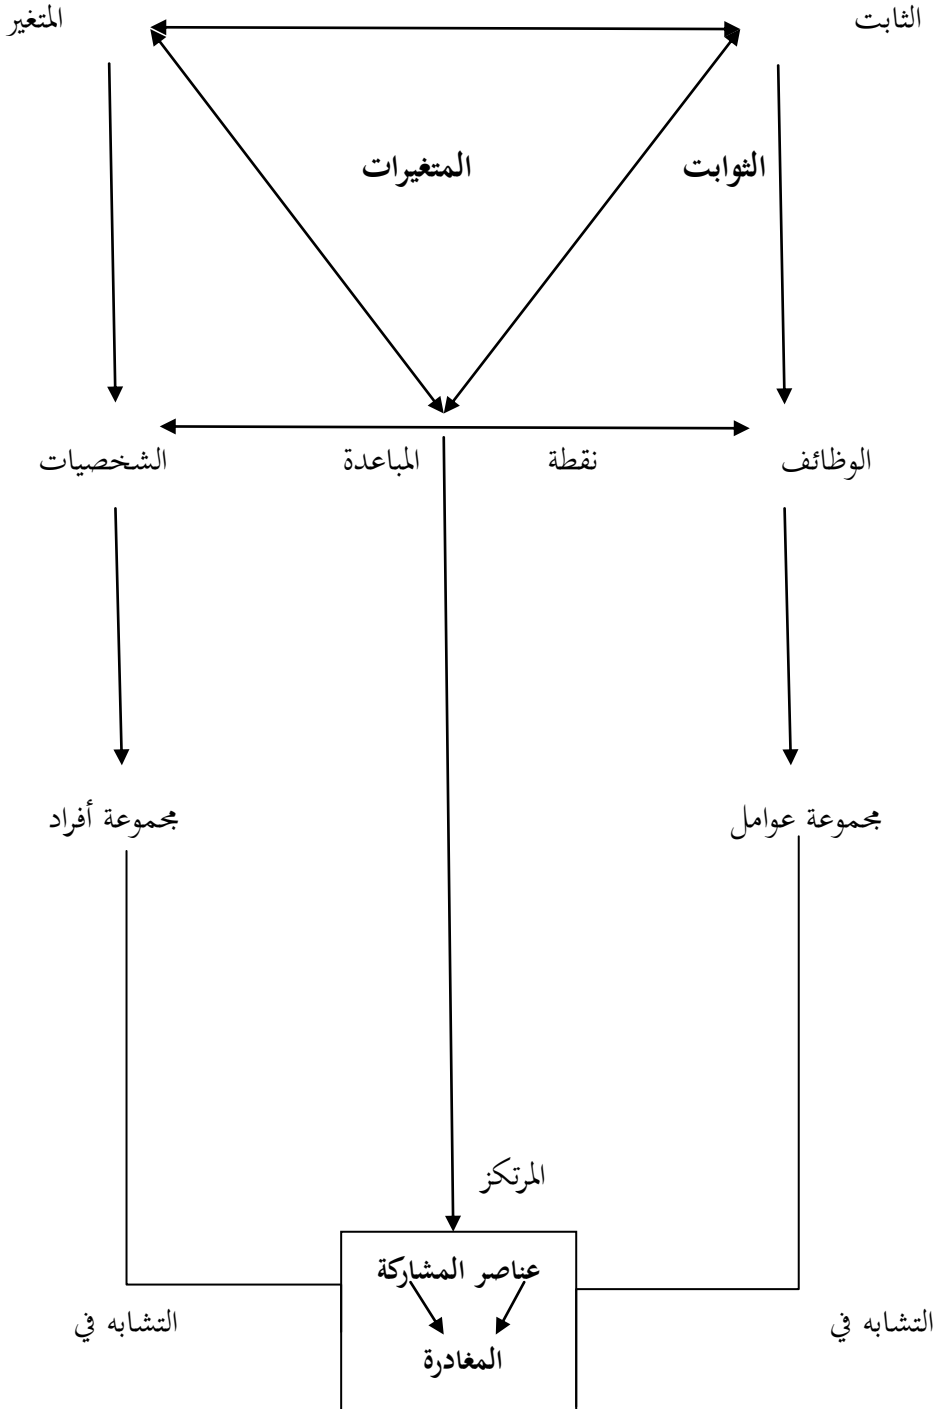 الثابت المتغير
الثوابت المتغيرات
الوظائف نقطة المباعدة الشخصيات
مجموعة عوامل مجموعة أفراد
المرتكز
عناصر المشاركة
التشابه في التشابه في
المغادرة